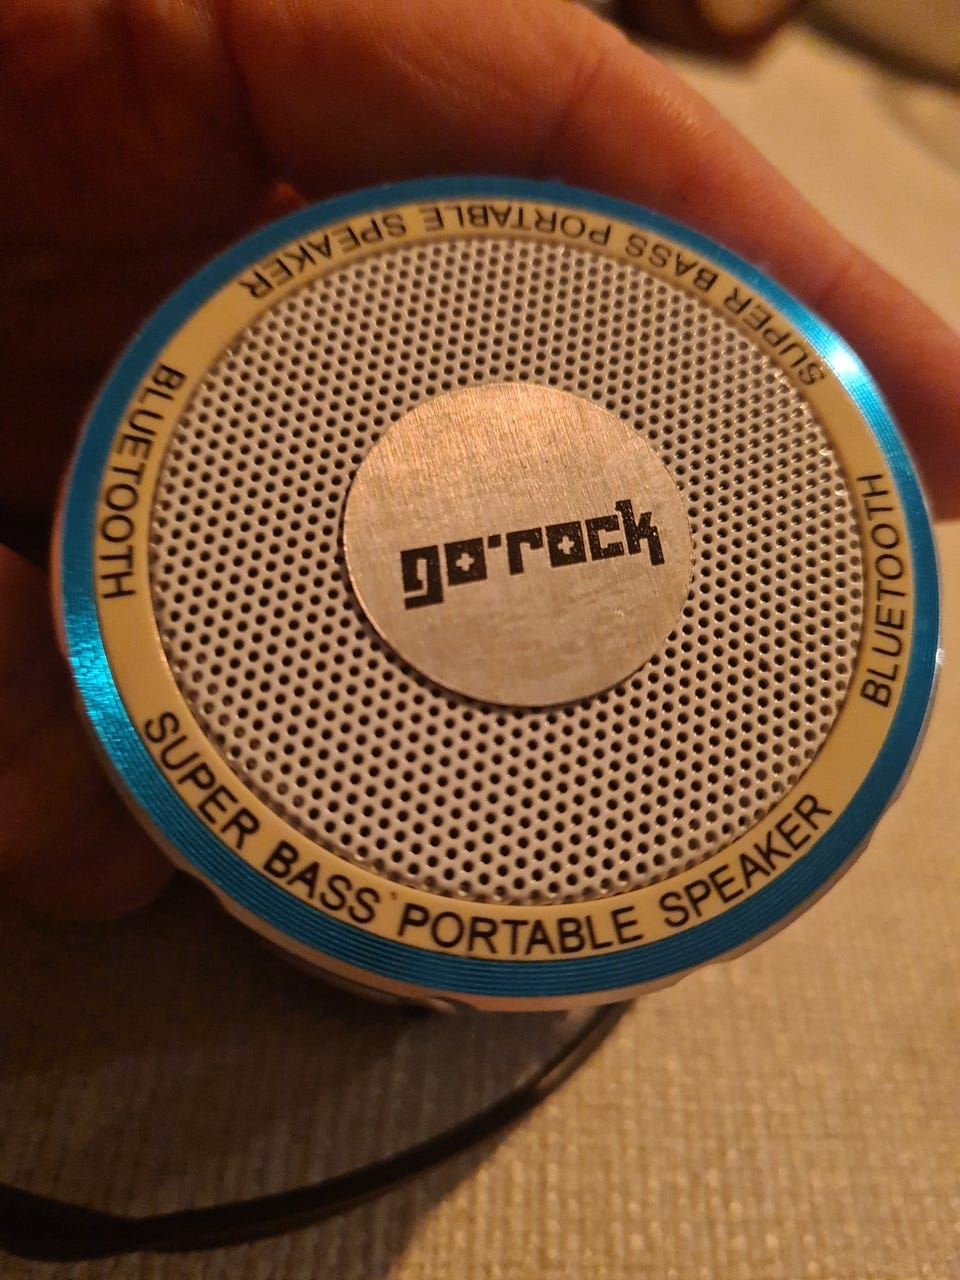 SUPER BASS PORTABLE SPEAKER
BLUETOOTH
go·rock
BLUETOOTH
SUPER BASS PORTABLE SPEAKER